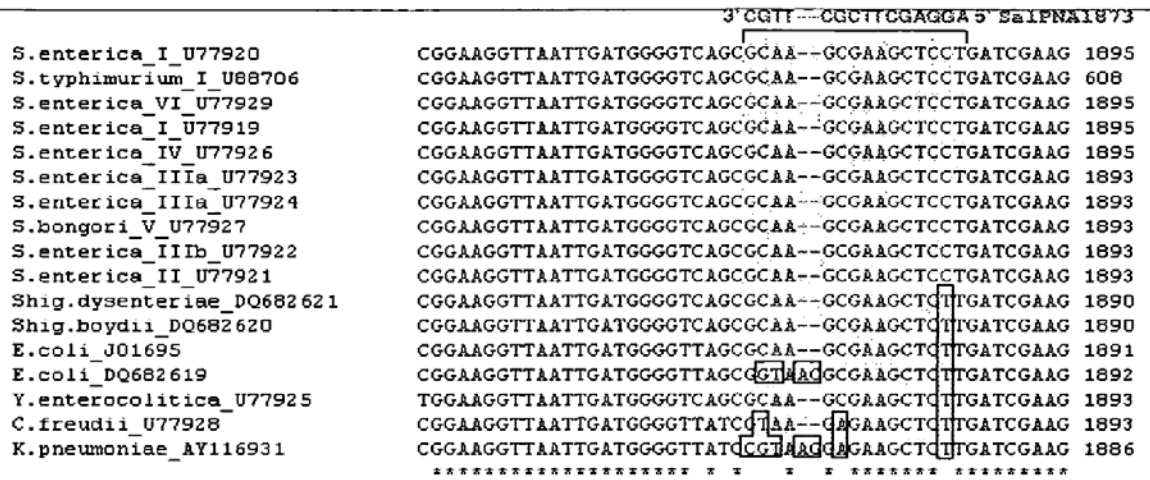 3'CGTT---CGCTTCGAGGA 5' SalPNA1873
S.enterica_I_U77920 CGGAAGGTTAATTGATGGGGTCAGCGCAA--GCGAAGCTCCTGATCGAAG 1895
S.typhimurium_I_U88706 CGGAAGGTTAATTGATGGGGTCAGCGCAA--GCGAAGCTCCTGATCGAAG 608
S.enterica_VI_U77929 CGGAAGGTTAATTGATGGGGTCAGCGCAA--GCGAAGCTCCTGATCGAAG 1895
S.enterica_I_U77919 CGGAAGGTTAATTGATGGGGTCAGCGCAA--GCGAAGCTCCTGATCGAAG 1895
S.enterica_IV_U77926 CGGAAGGTTAATTGATGGGGTCAGCGCAA--GCGAAGCTCCTGATCGAAG 1895
S.enterica_IIIa_U77923 CGGAAGGTTAATTGATGGGGTCAGCGCAA--GCGAAGCTCCTGATCGAAG 1893
S.enterica_IIIa_U77924 CGGAAGGTTAATTGATGGGGTCAGCGCAA--GCGAAGCTCCTGATCGAAG 1893
S.bongori_V_U77927 CGGAAGGTTAATTGATGGGGTCAGCGCAA--GCGAAGCTCCTGATCGAAG 1893
S.enterica_IIIb_U77922 CGGAAGGTTAATTGATGGGGTCAGCGCAA--GCGAAGCTCCTGATCGAAG 1893
S.enterica_II_U77921 CGGAAGGTTAATTGATGGGGTCAGCGCAA--GCGAAGCTCCTGATCGAAG 1893
Shig.dysenteriae_DQ682621 CGGAAGGTTAATTGATGGGGTCAGCGCAA--GCGAAGCTCTTGATCGAAG 1890
Shig.boydii_DQ682620 CGGAAGGTTAATTGATGGGGTCAGCGCAA--GCGAAGCTCTTGATCGAAG 1890
E.coli_J01695 CGGAAGGTTAATTGATGGGGTTAGCGCAA--GCGAAGCTCTTGATCGAAG 1891
E.coli_DQ682619 CGGAAGGTTAATTGATGGGGTTAGCGGTAACGCGAAGCTCTTGATCGAAG 1892
Y.enterocolitica_U77925 TGGAAGGTTAATTGATGGGGTCAGCGCAA--GCGAAGCTCTTGATCGAAG 1893
C.freudii_U77928 CGGAAGGTTAATTGATGGGGTTATCGTAA--GAGAAGCTCTTGATCGAAG 1893
K.pneumoniae_AY116931 CGGAAGGTTAATTGATGGGGTTATCCGTAAGGAGAAGCTCTTGATCGAAG 1886
******************** * *   *  * ******* *********